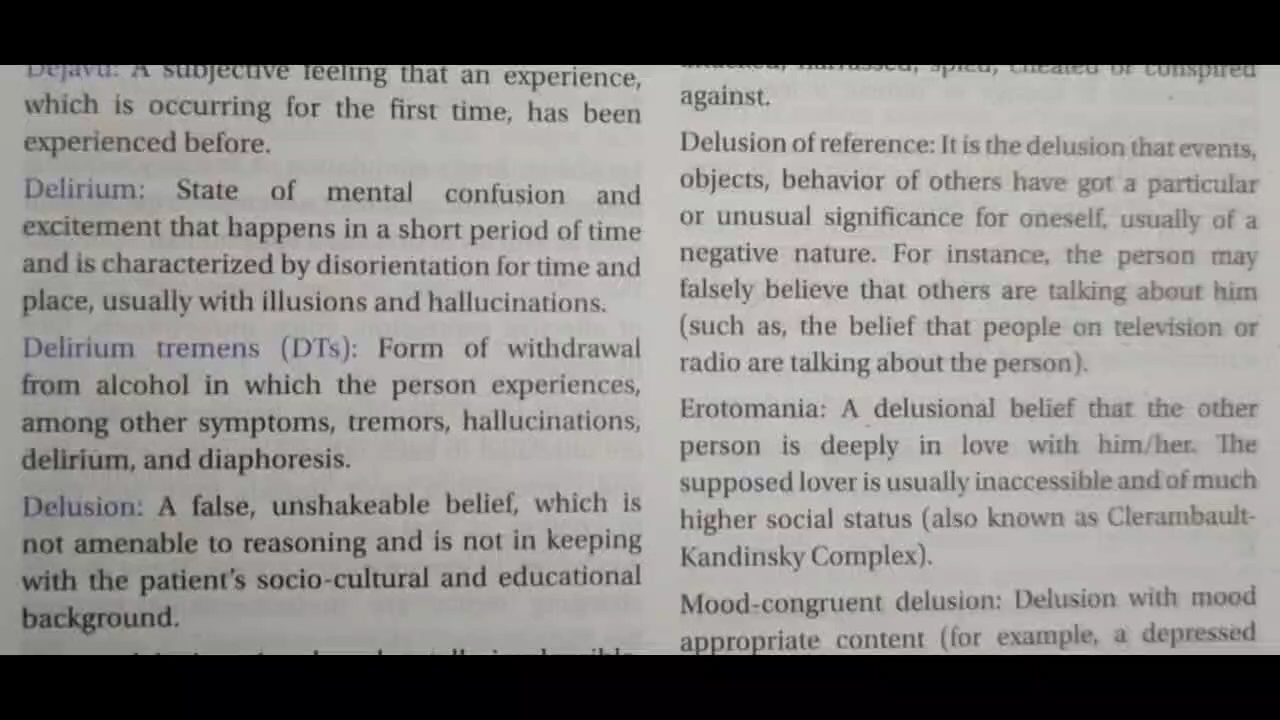 Dejavu: A subjective feeling that an experience,
which is occurring for the first time, has been
experienced before.
Delirium: State of mental confusion and
excitement that happens in a short period of time
and is characterized by disorientation for time and
place, usually with illusions and hallucinations.
Delirium tremens (DTs): Form of withdrawal
from alcohol in which the person experiences,
among other symptoms, tremors, hallucinations,
delirium, and diaphoresis.
Delusion: A false, unshakeable belief, which is
not amenable to reasoning and is not in keeping
with the patient's socio-cultural and educational
background.
attacked, harrassed, spied, cheated or conspired
against.
Delusion of reference: It is the delusion that events,
objects, behavior of others have got a particular
or unusual significance for oneself, usually of a
negative nature. For instance, the person may
falsely believe that others are talking about him
(such as, the belief that people on television or
radio are talking about the person).
Erotomania: A delusional belief that the other
person is deeply in love with him/her. The
supposed lover is usually inaccessible and of much
higher social status (also known as Clerambault-
Kandinsky Complex).
Mood-congruent delusion: Delusion with mood
appropriate content (for example, a depressed